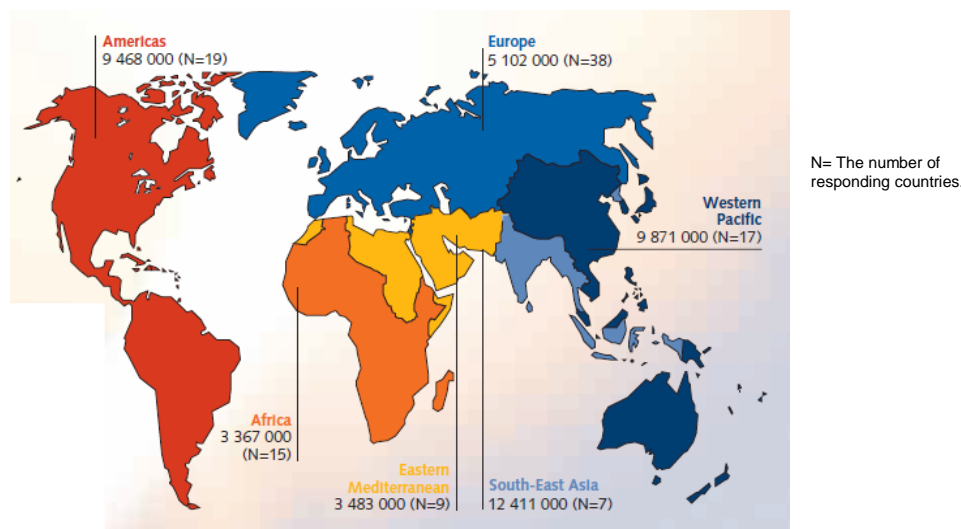 Americas
9 468 000 (N=19)
Europe
5 102 000 (N=38)
N= The number of
responding countries.
Western
Pacific
9 871 000 (N=17)
Africa
3 367 000
(N=15)
Eastern
Mediterranean
3 483 000 (N=9)
South-East Asia
12 411 000 (N=7)